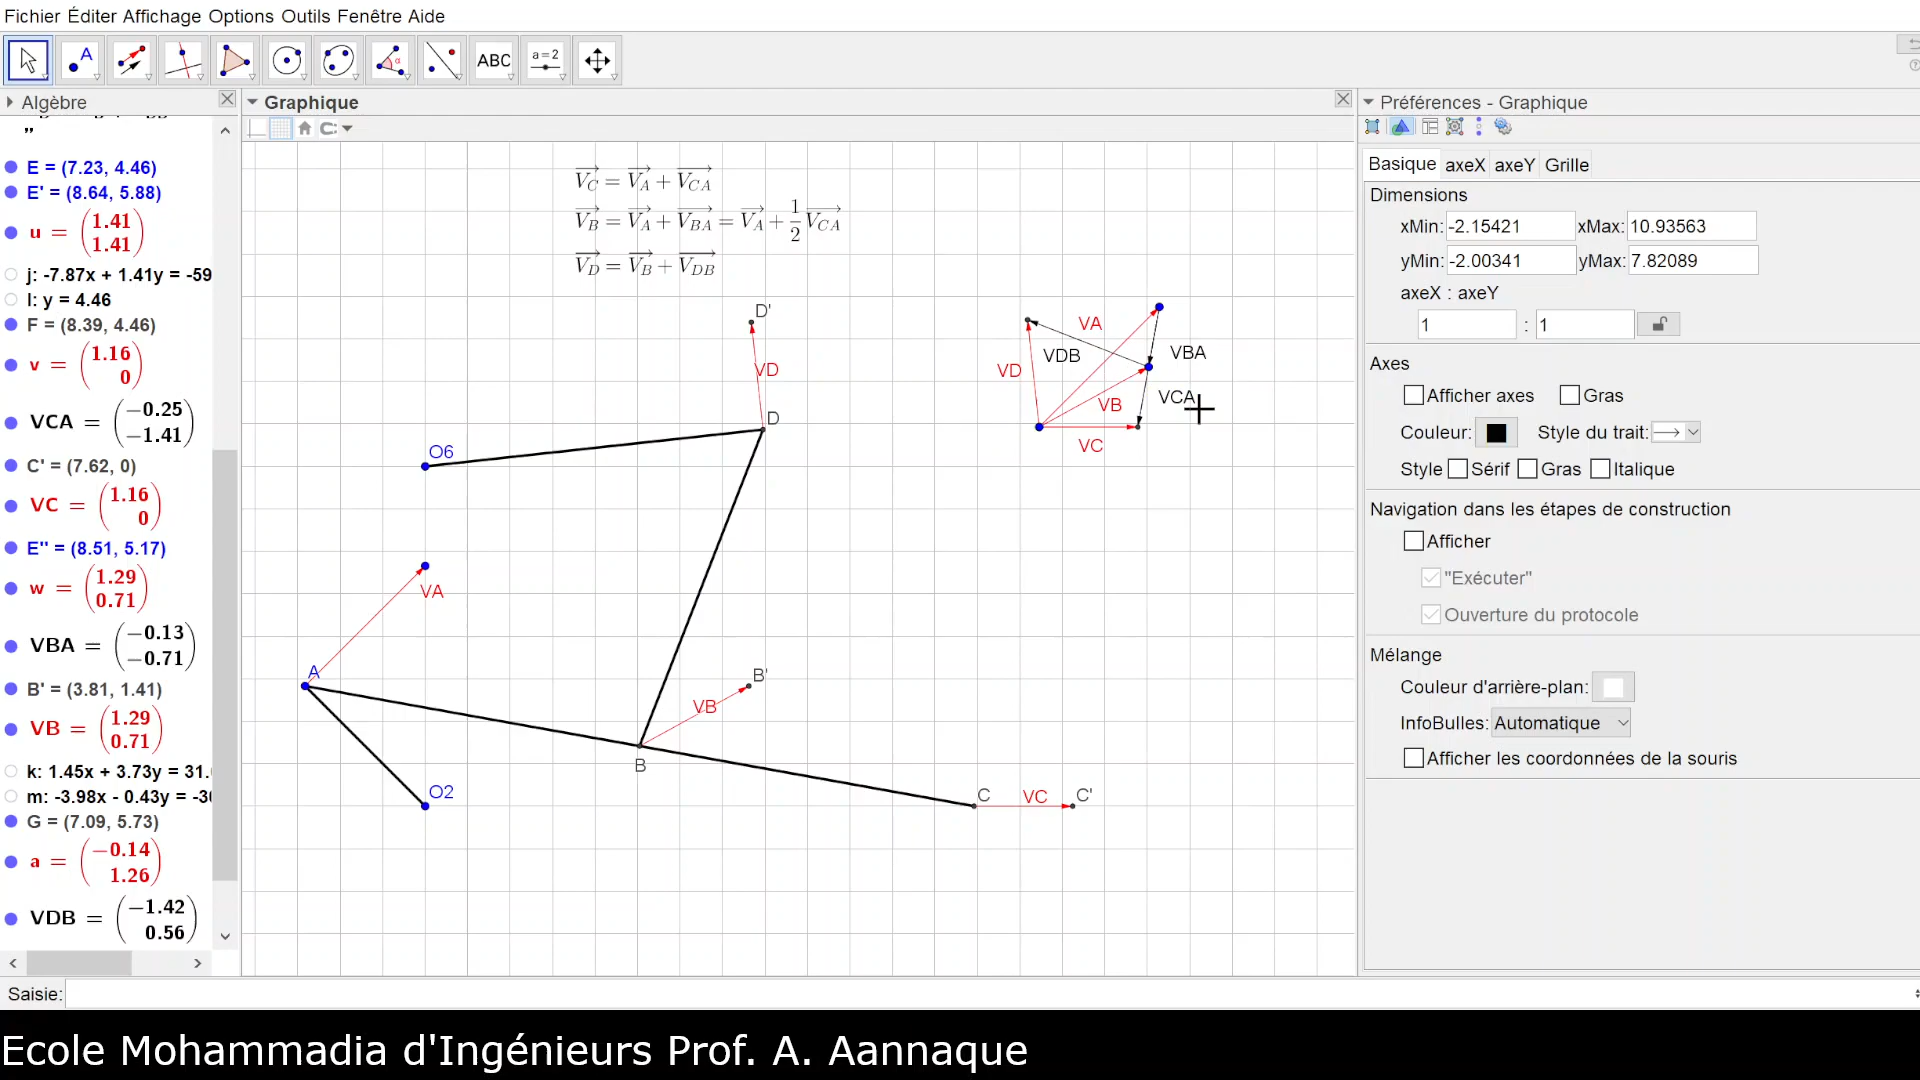 Fichier Éditer Affichage Options Outils Fenêtre Aide
A
α
ABC
a=2
Algèbre
Graphique
Préférences - Graphique
"
E = (7.23, 4.46)
E' = (8.64, 5.88)
u = (1.41
1.41)
j: -7.87x + 1.41y = -59
l: y = 4.46
F = (8.39, 4.46)
v = (1.16
0)
VCA = (−0.25
−1.41)
C' = (7.62, 0)
VC = (1.16
0)
E'' = (8.51, 5.17)
w = (1.29
0.71)
VBA = (−0.13
−0.71)
B' = (3.81, 1.41)
VB = (1.29
0.71)
k: 1.45x + 3.73y = 31.
m: -3.98x - 0.43y = -3
G = (7.09, 5.73)
a = (−0.14
1.26)
VDB = (−1.42
0.56)
V_C = V_A + V_CA
V_B = V_A + V_BA = V_A + 1/2 V_CA
V_D = V_B + V_DB
D'
VD
D
O6
VA
A
O2
B'
VB
B
C
VC
C'
VA
VDB
VBA
VD
VCA
VB
VC
Basique axeX axeY Grille
Dimensions
xMin: -2.15421 xMax: 10.93563
yMin: -2.00341 yMax: 7.82089
axeX : axeY
1 : 1
Axes
Afficher axes Gras
Couleur: Style du trait:
Style Sérif Gras Italique
Navigation dans les étapes de construction
Afficher
"Exécuter"
Ouverture du protocole
Mélange
Couleur d'arrière-plan:
InfoBulles: Automatique
Afficher les coordonnées de la souris
Saisie:
Ecole Mohammadia d'Ingénieurs Prof. A. Aannaque